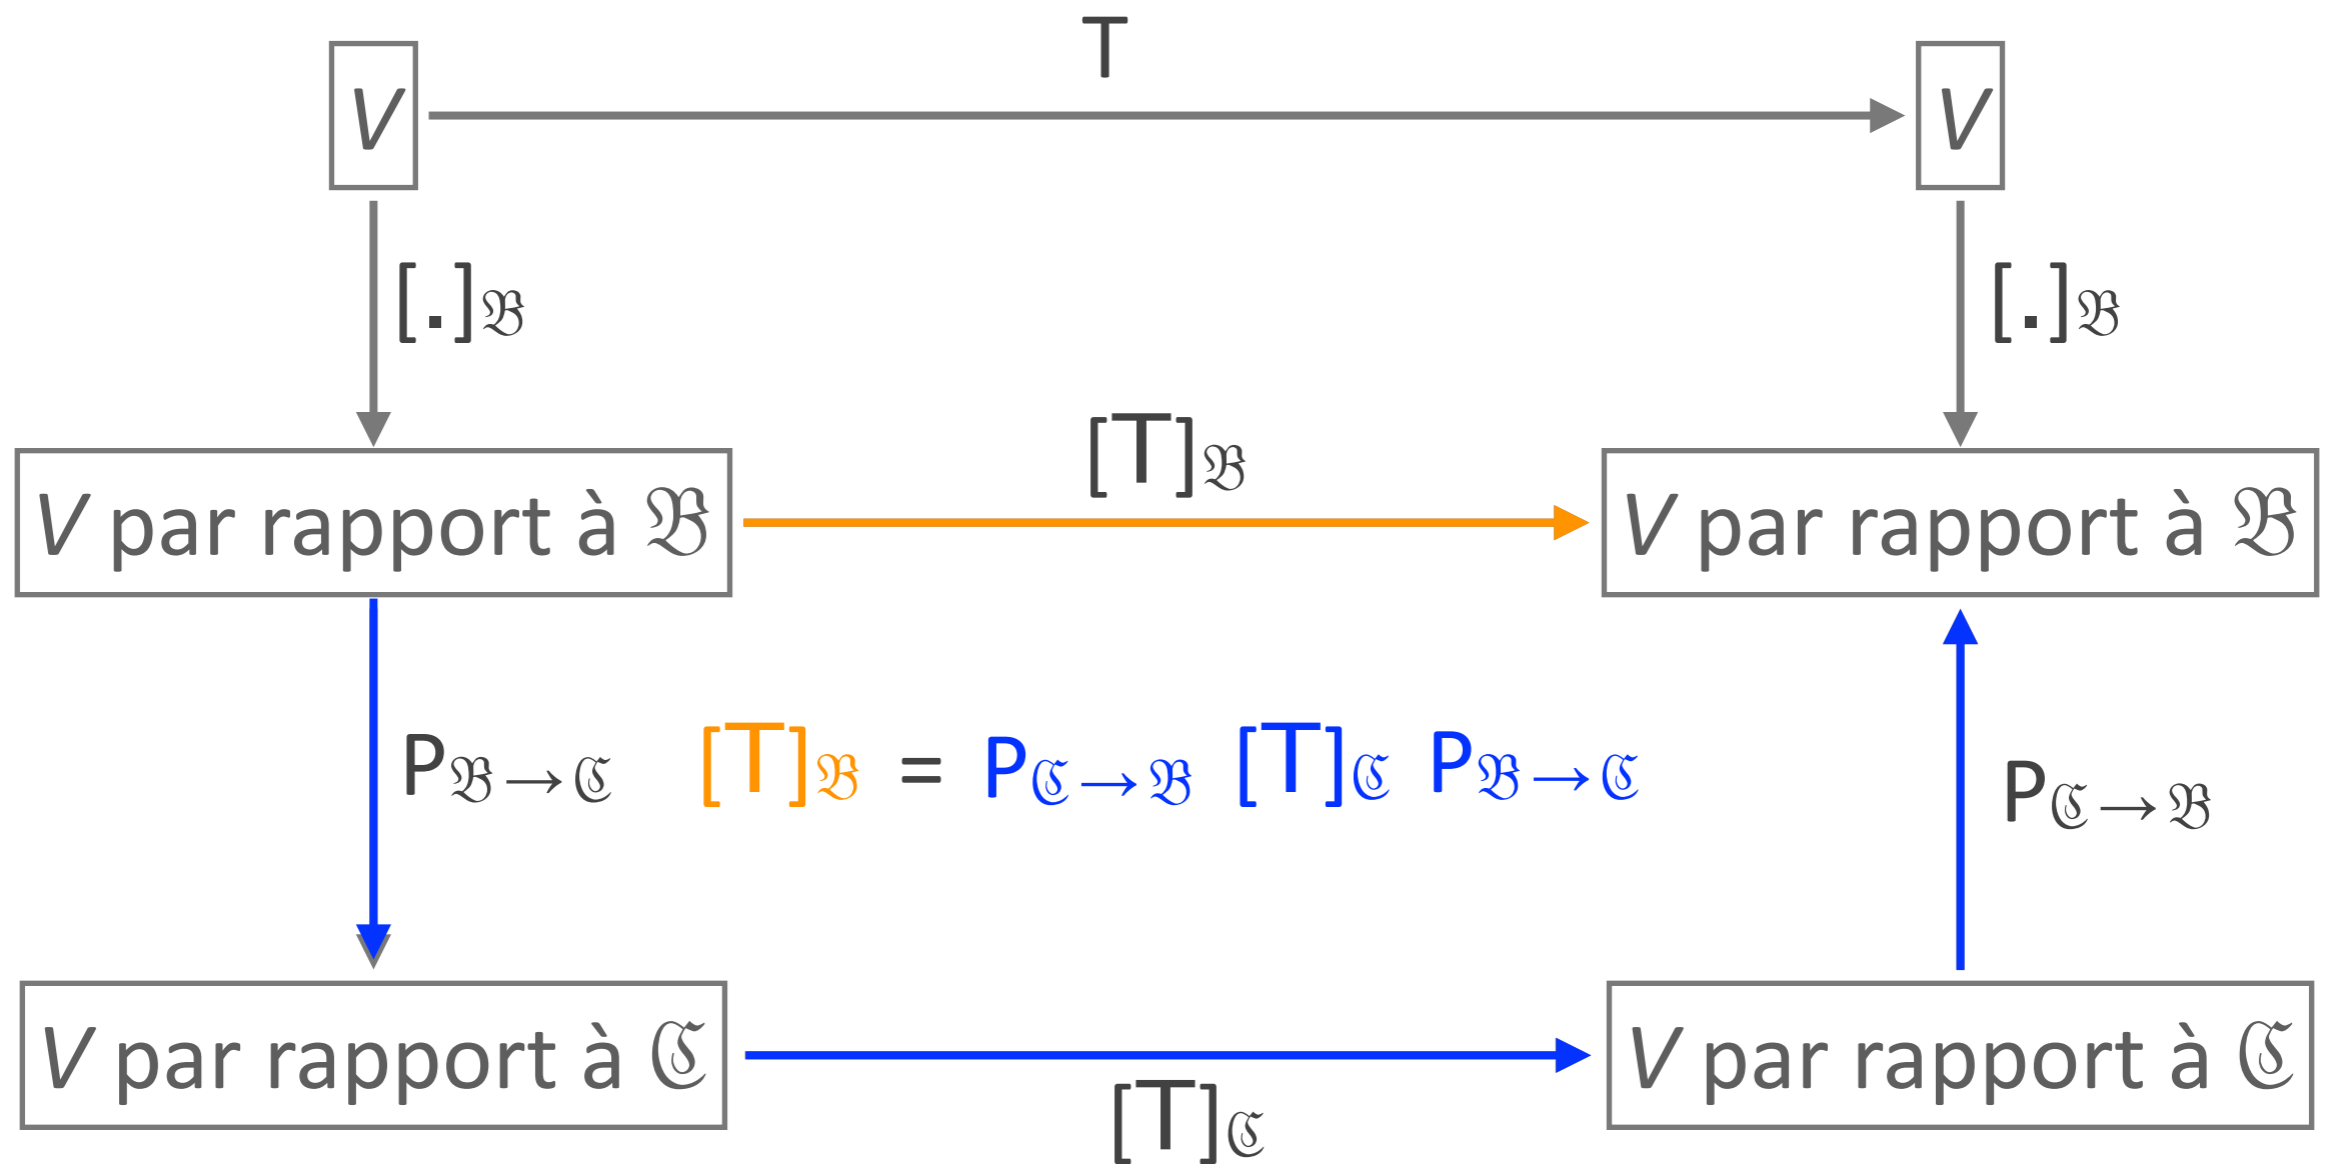 T
V
V
[.]𝔅
[.]𝔅
[T]𝔅
V par rapport à 𝔅
V par rapport à 𝔅
P𝔅→ℭ
[T]𝔅 = Pℭ→𝔅 [T]ℭ P𝔅→ℭ
Pℭ→𝔅
V par rapport à ℭ
V par rapport à ℭ
[T]ℭ